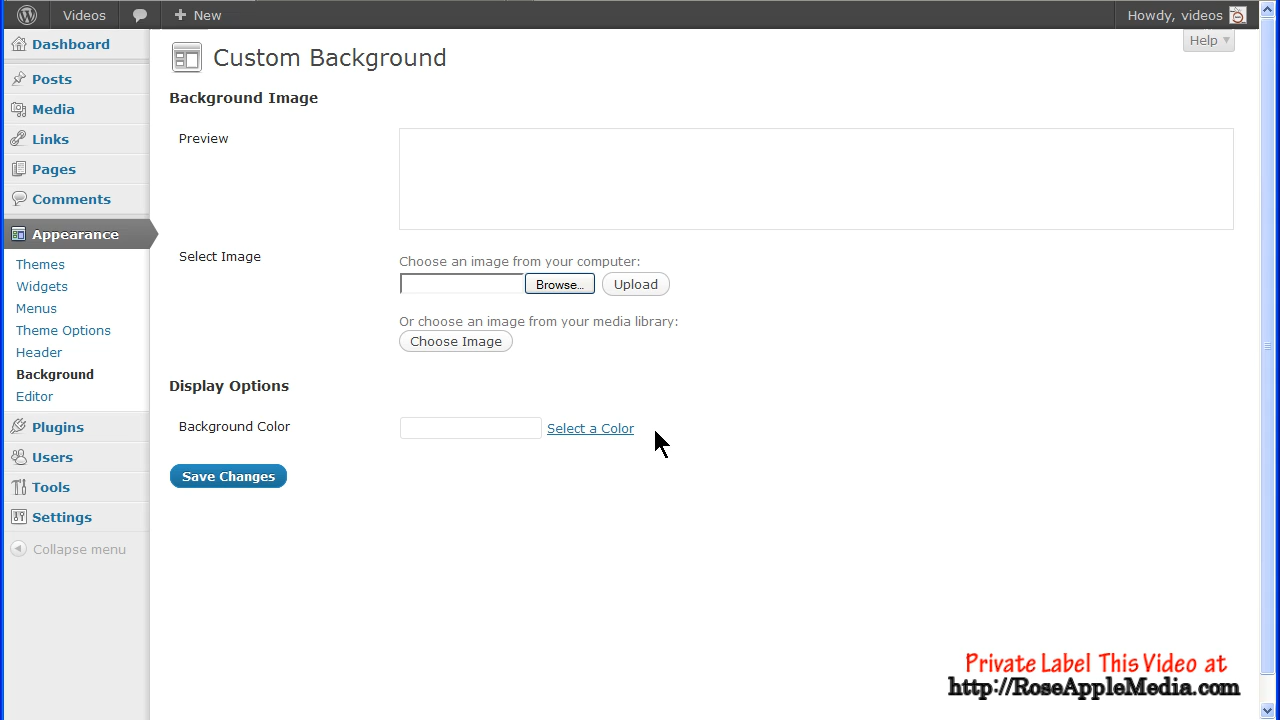 Videos
New
Howdy, videos
Help
Dashboard
Posts
Media
Links
Pages
Comments
Appearance
Themes
Widgets
Menus
Theme Options
Header
Background
Editor
Plugins
Users
Tools
Settings
Collapse menu
Custom Background
Background Image
Preview
Select Image
Choose an image from your computer:
Browse...
Upload
Or choose an image from your media library:
Choose Image
Display Options
Background Color
Select a Color
Save Changes
Private Label This Video at
http://RoseAppleMedia.com